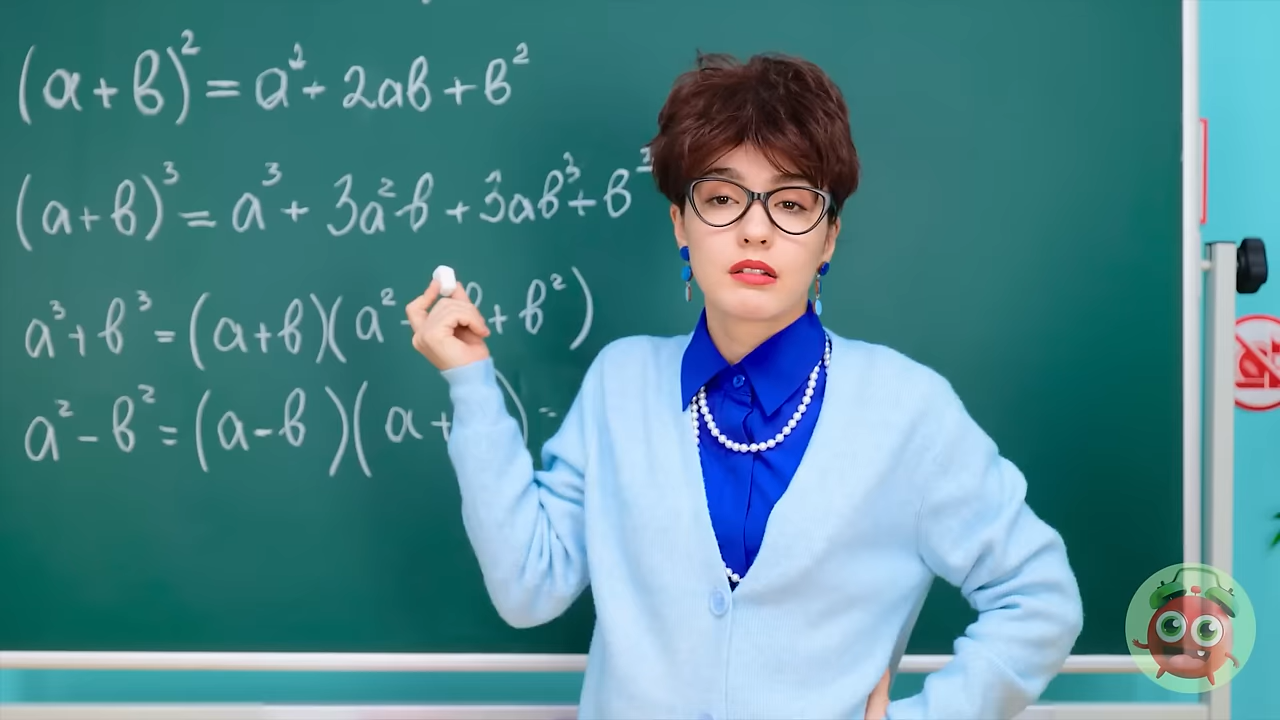 (a+b)² = a² + 2ab + b²
(a+b)³ = a³ + 3a²b + 3ab³ + b³
a³ + b³ = (a+b)(a² - b + b²)
a² - b² = (a-b)(a+ ) =